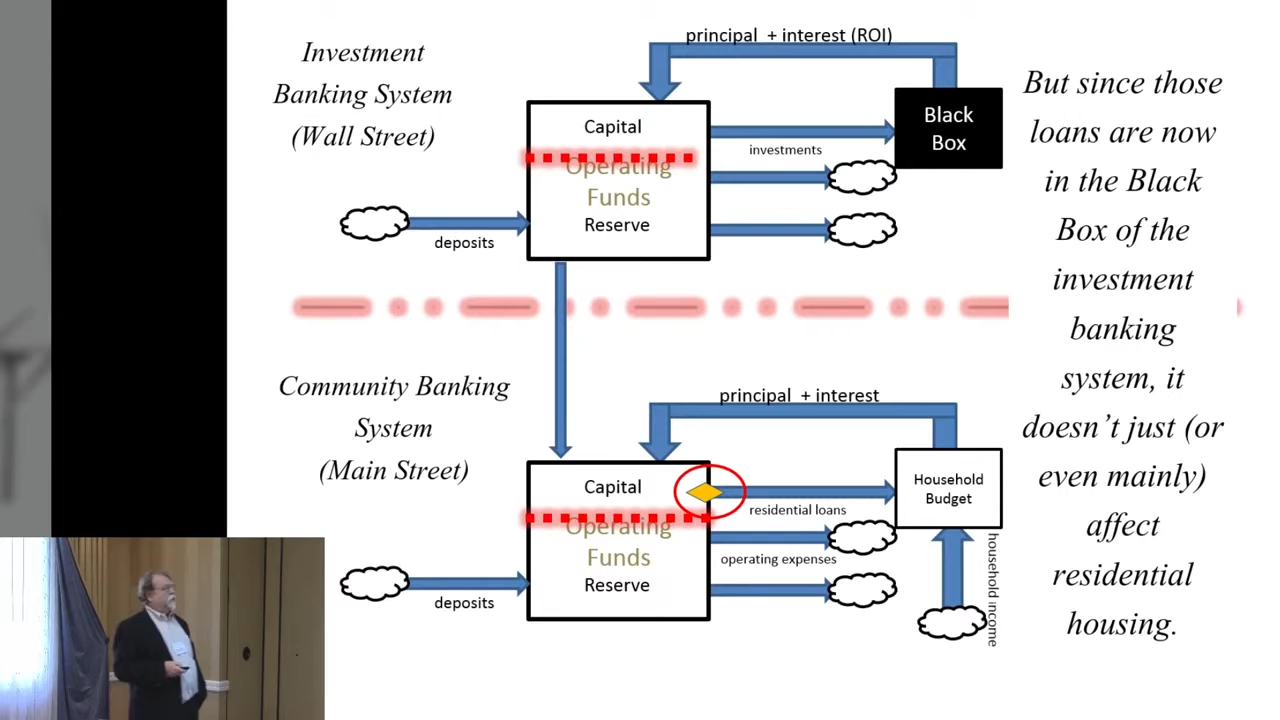 Investment
Banking System
(Wall Street)
principal + interest (ROI)
Capital
Operating
Funds
Reserve
deposits
investments
Black
Box
Community Banking
System
(Main Street)
principal + interest
Capital
Operating
Funds
Reserve
deposits
residential loans
operating expenses
Household
Budget
household income
But since those
loans are now
in the Black
Box of the
investment
banking
system, it
doesn't just (or
even mainly)
affect
residential
housing.